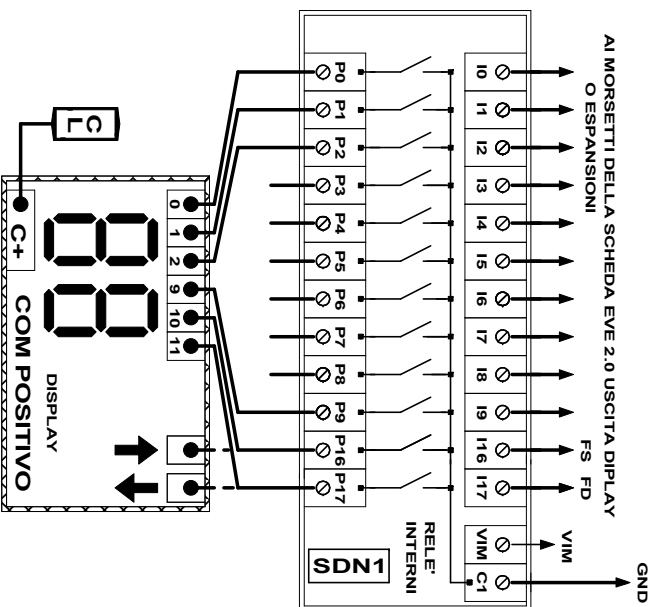 AI MORSETTI DELLA SCHEDA EVE 2.0 USCITA DIPLAY
O ESPANSIONI
FS
FD
VIM
GND
I0
I1
I2
I3
I4
I5
I6
I7
I8
I9
I16
I17
VIM
C1
RELE'
INTERNI
SDN1
P0
P1
P2
P3
P4
P5
P6
P7
P8
P9
P16
P17
0
1
2
9
10
11
88
DISPLAY
COM POSITIVO
C+
CL